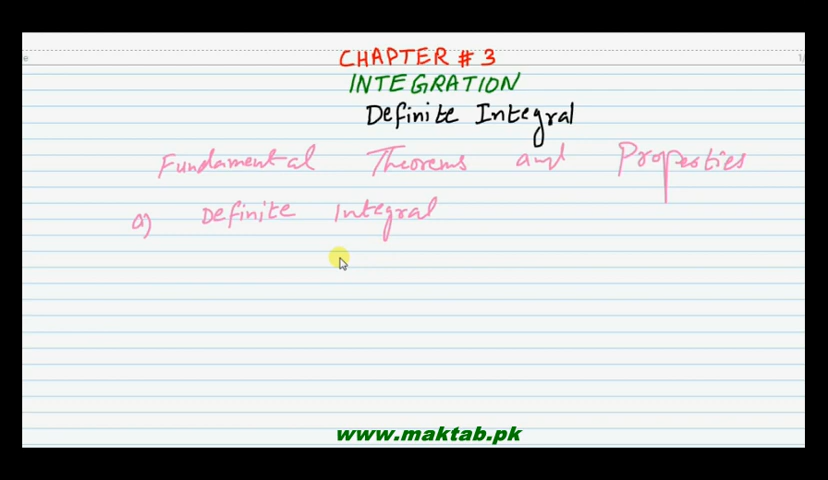 CHAPTER # 3
INTEGRATION
Definite Integral
Fundamental Theorems and Properties
a) Definite Integral
www.maktab.pk